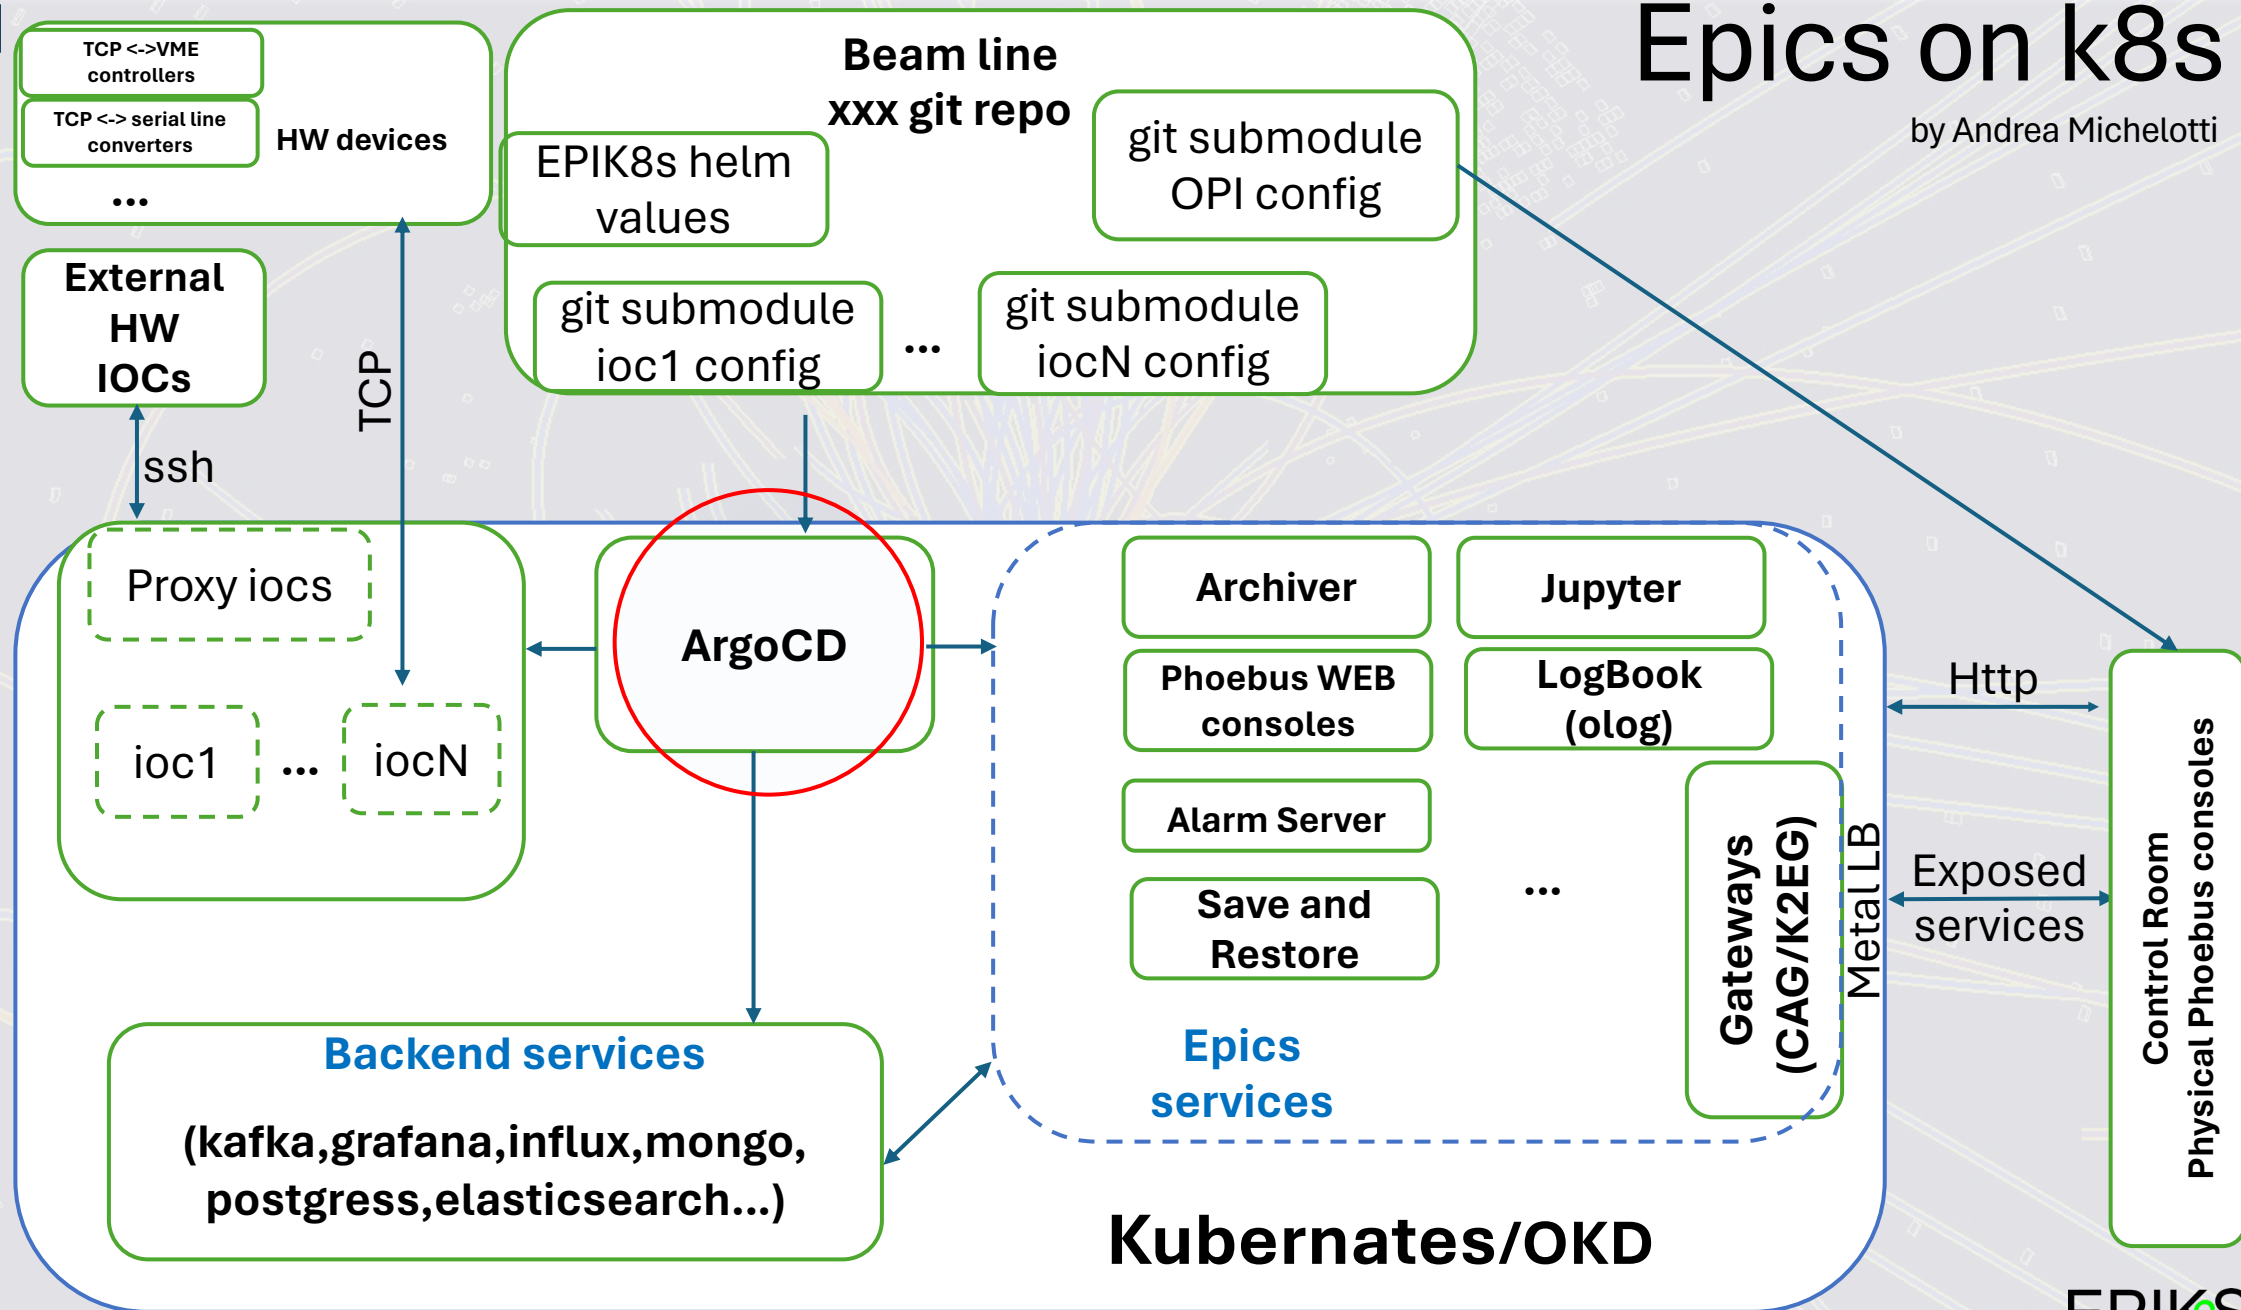 Epics on k8s
by Andrea Michelotti
TCP <->VME
controllers
TCP <-> serial line
converters
HW devices
...
External
HW
IOCs
ssh
TCP
Beam line
xxx git repo
EPIK8s helm
values
git submodule
OPI config
git submodule
ioc1 config
...
git submodule
iocN config
Proxy iocs
ioc1
...
iocN
ArgoCD
Archiver
Jupyter
Phoebus WEB
consoles
LogBook
(olog)
Alarm Server
Save and
Restore
...
Gateways
(CAG/K2EG)
Metal LB
Epics
services
Http
Exposed
services
Control Room
Physical Phoebus consoles
Backend services
(kafka,grafana,influx,mongo,
postgress,elasticsearch...)
Kubernates/OKD